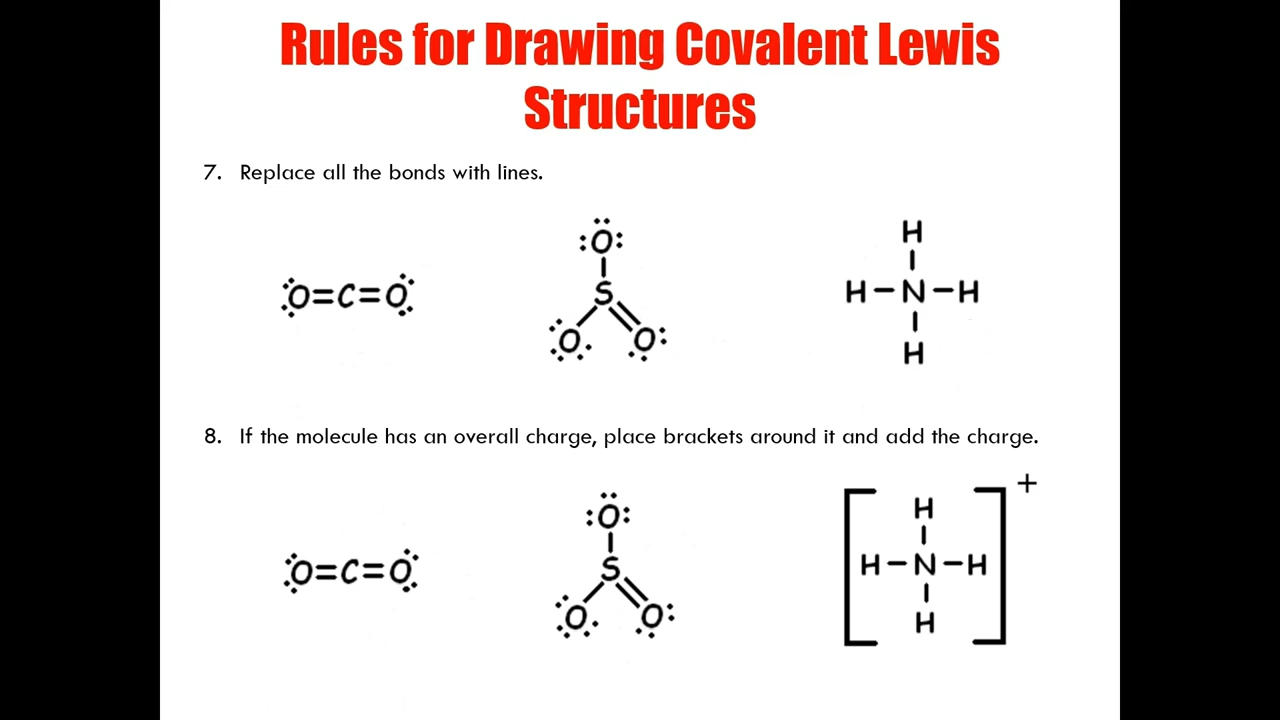 Rules for Drawing Covalent Lewis
Structures
7. Replace all the bonds with lines.
H
:O:
H–N–H
O=C=O
S
O O:
H
8. If the molecule has an overall charge, place brackets around it and add the charge.
+
H
:O:
H–N–H
O=C=O
S
O O:
H